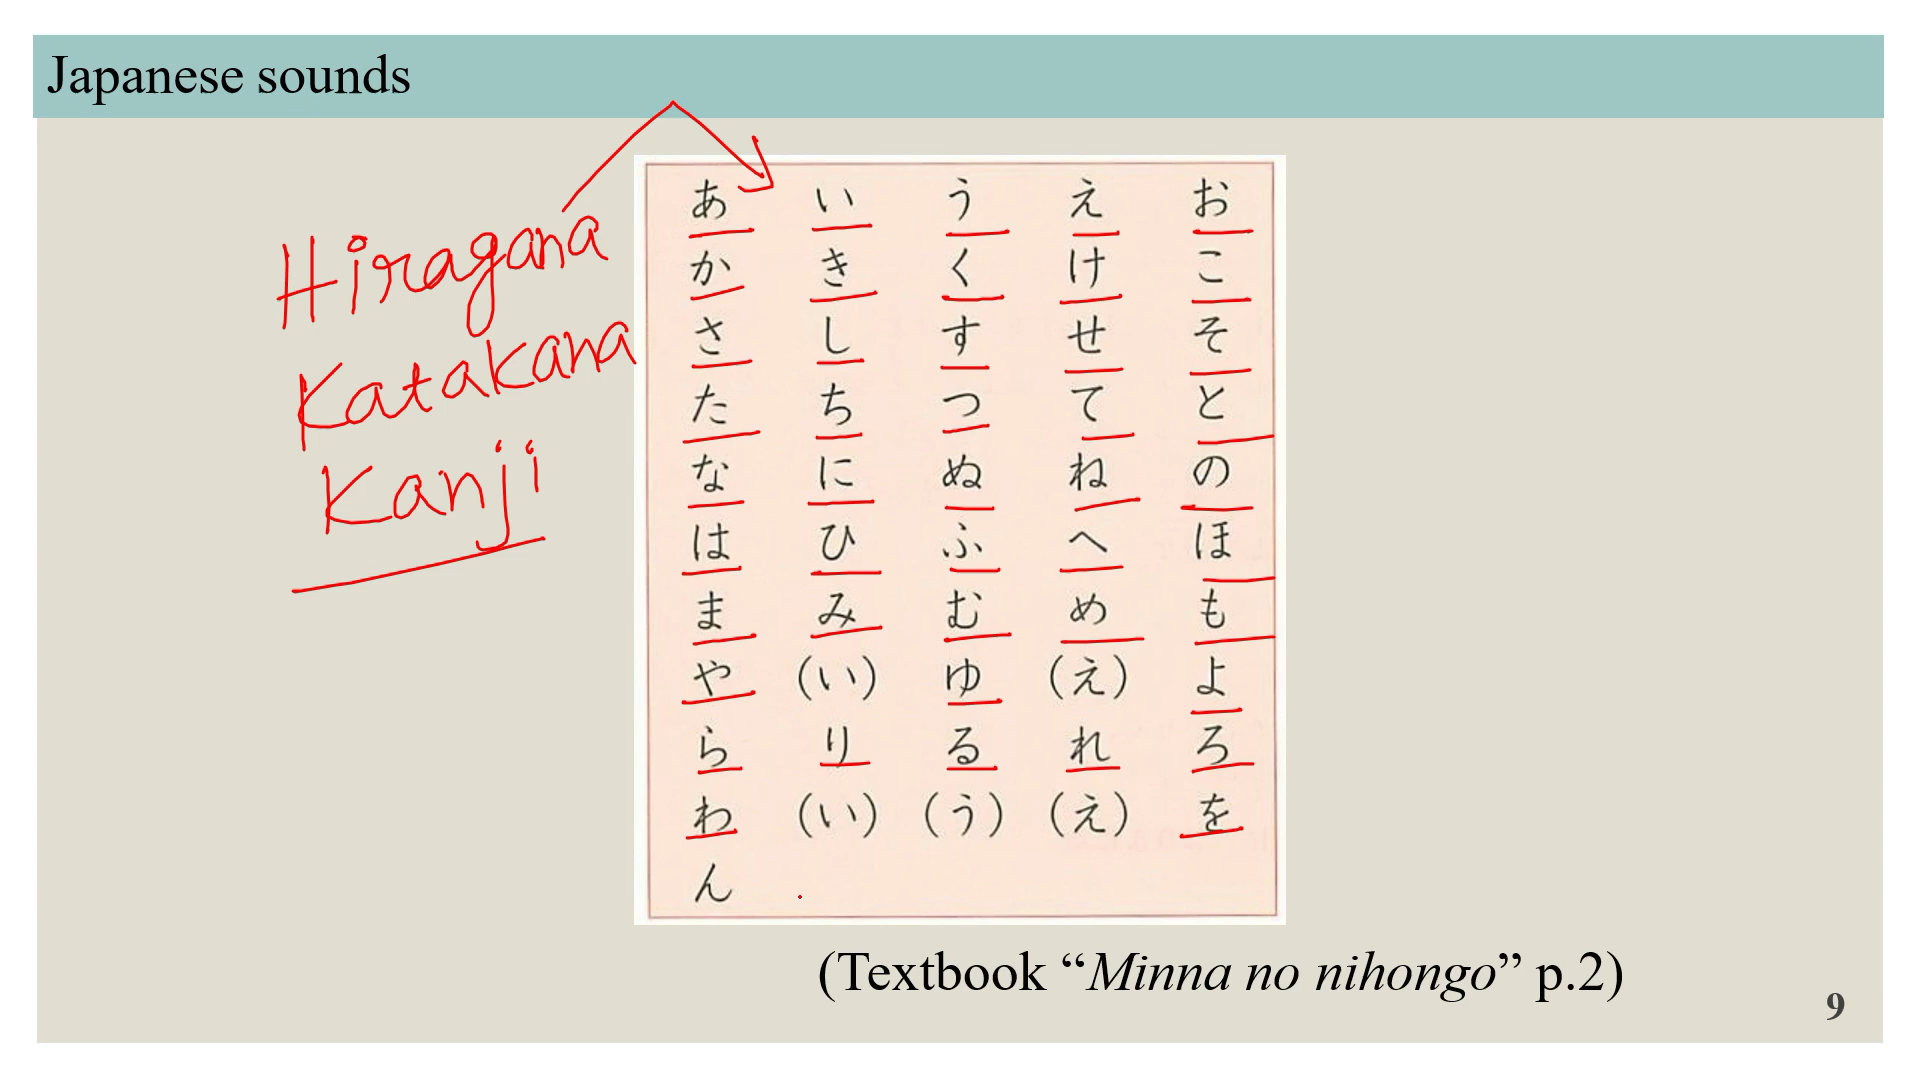 Japanese sounds
Hiragana
Katakana
Kanji
あ い う え お
か き く け こ
さ し す せ そ
た ち つ て と
な に ぬ ね の
は ひ ふ へ ほ
ま み む め も
や (い) ゆ (え) よ
ら り る れ ろ
わ (い) (う) (え) を
ん
(Textbook “Minna no nihongo” p.2)
9